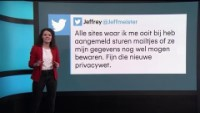 Jeffrey @Jeffmeister
Alle sites waar ik me ooit bij heb
aangemeld sturen mailtjes of ze
mijn gegevens nog wel mogen
bewaren. Fijn die nieuwe
privacywet.